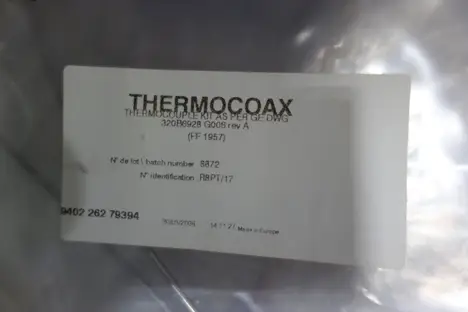 THERMOCOAX
THERMOCOUPLE KIT AS PER GE DWG
320B6928 G008 rev A
(FF 1957)
N° de lot \ batch number 8872
N° identification R8PT/17
9402 262 79394
Made in Europe